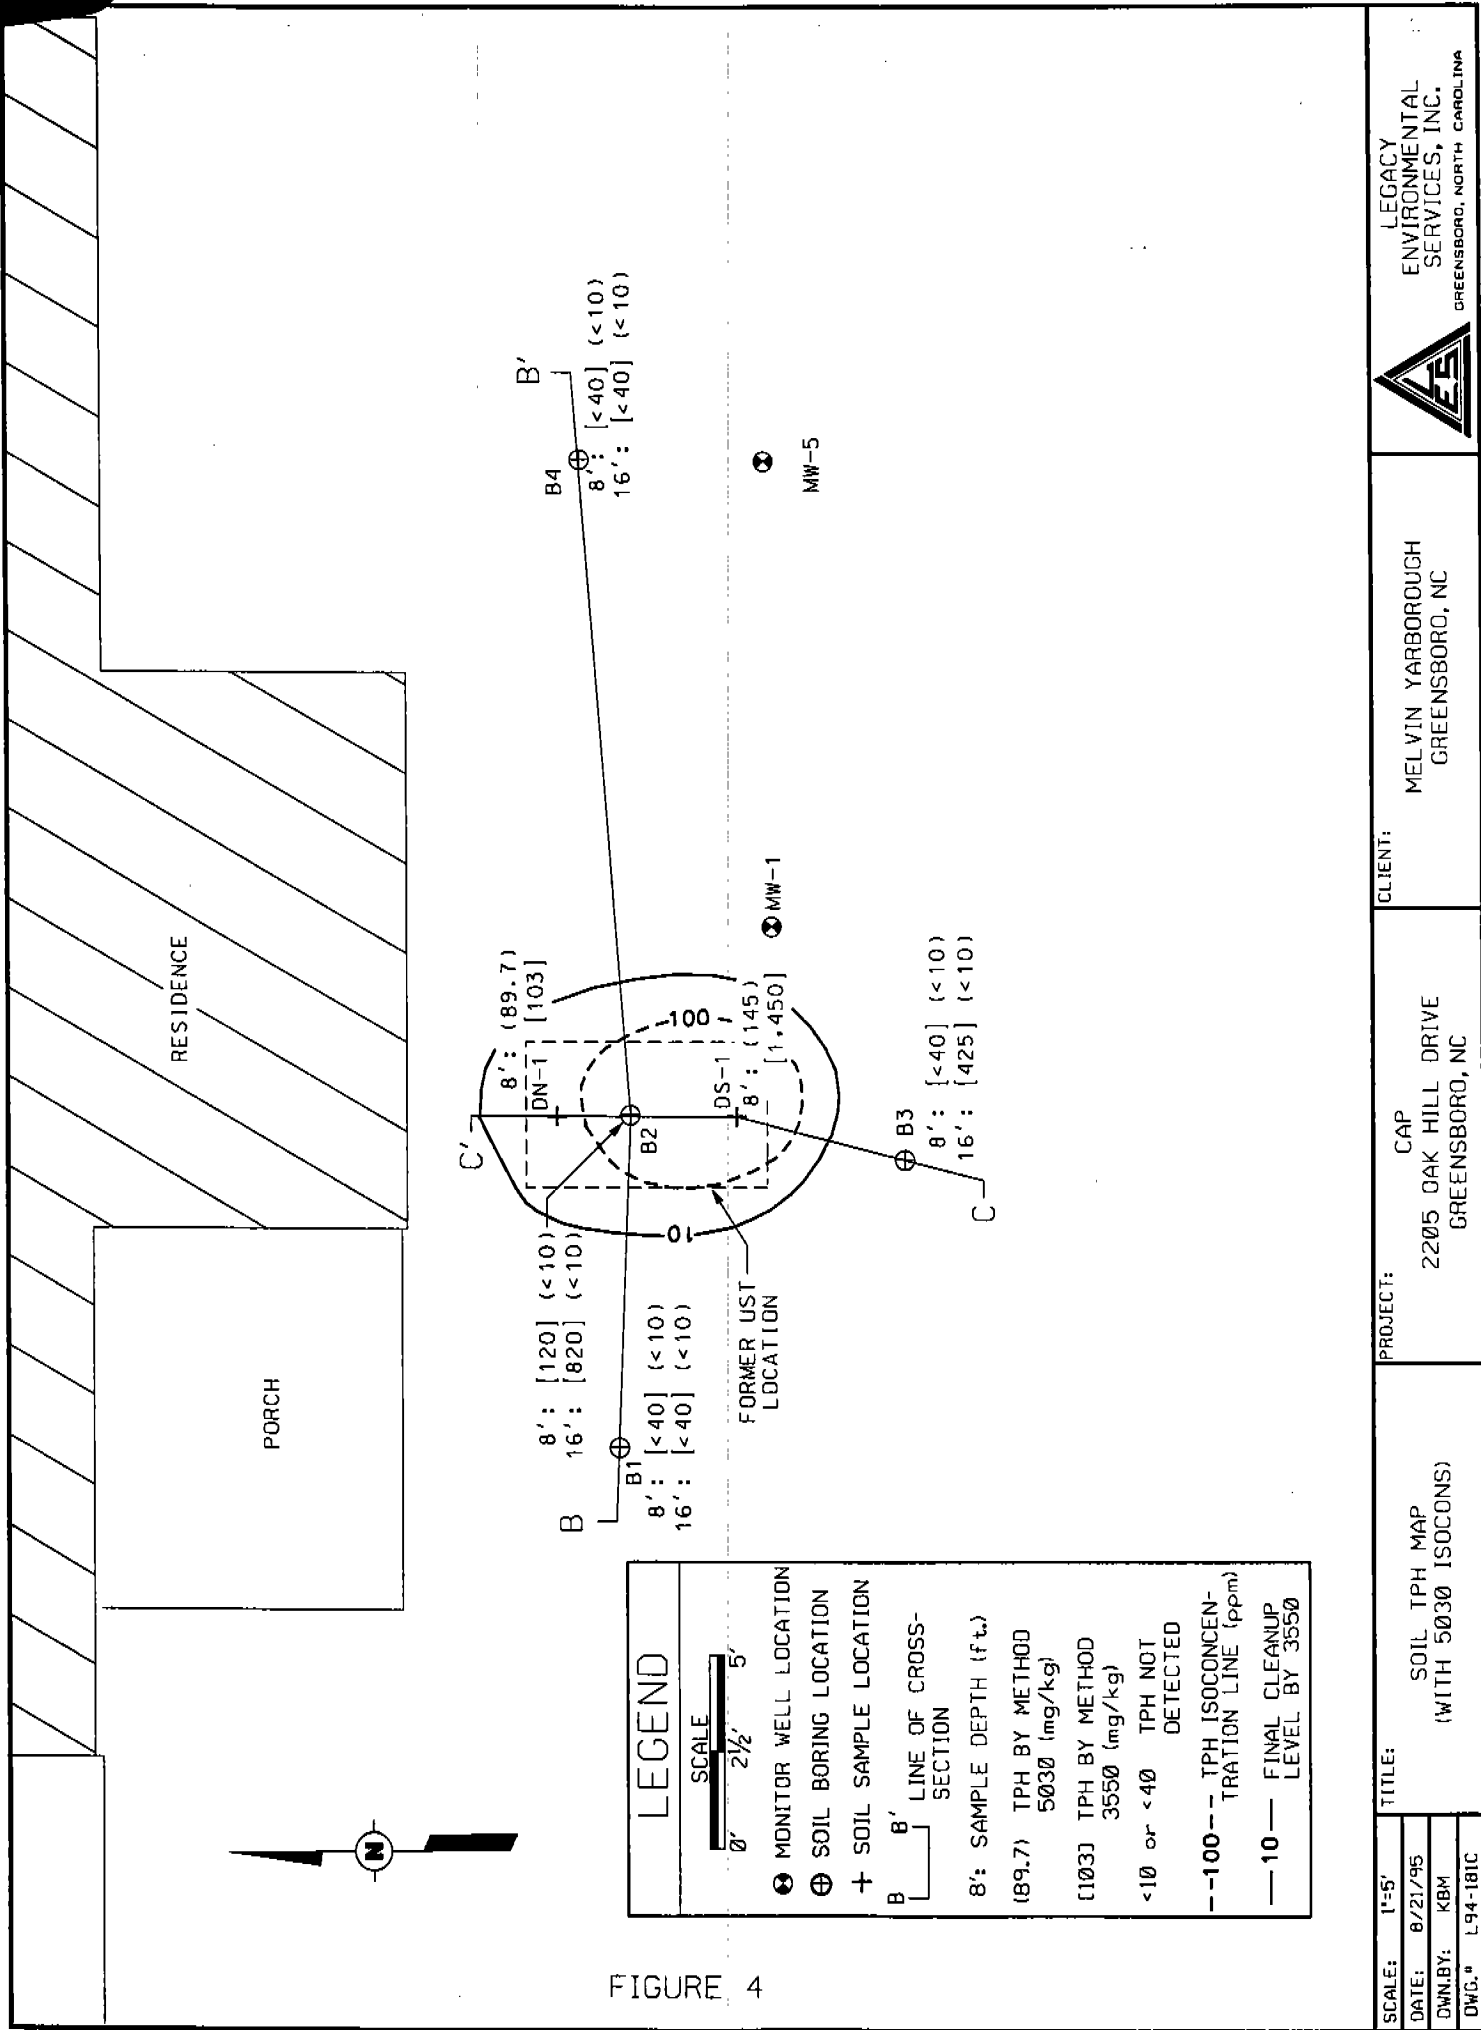 RESIDENCE
PORCH
C'
8': (89.7)
[103]
DN-1
B'
B4
8': [<40] (<10)
16': [<40] (<10)
8': [120] (<10)
16': [820] (<10)
B
B1
8': [<40] (<10)
16': [<40] (<10)
B2
100
10
DS-1
8': (145)
[1,450]
MW-1
MW-5
FORMER UST
LOCATION
B3
8': [<40] (<10)
16': [425] (<10)
C
N
LEGEND
SCALE
0' 2½' 5'
MONITOR WELL LOCATION
SOIL BORING LOCATION
SOIL SAMPLE LOCATION
B B' LINE OF CROSS-
SECTION
8': SAMPLE DEPTH (ft.)
(89.7) TPH BY METHOD
5030 (mg/kg)
[103] TPH BY METHOD
3550 (mg/kg)
<10 or <40 TPH NOT
DETECTED
--100-- TPH ISOCONCEN-
TRATION LINE (ppm)
—10— FINAL CLEANUP
LEVEL BY 3550
FIGURE 4
SCALE: 1"=5'
DATE: 8/21/95
DWN.BY: KBM
DWG.# L94-181C
TITLE:
SOIL TPH MAP
(WITH 5030 ISOCONS)
PROJECT:
CAP
2205 OAK HILL DRIVE
GREENSBORO, NC
CLIENT:
MELVIN YARBOROUGH
GREENSBORO, NC
LES
LEGACY
ENVIRONMENTAL
SERVICES, INC.
GREENSBORO, NORTH CAROLINA